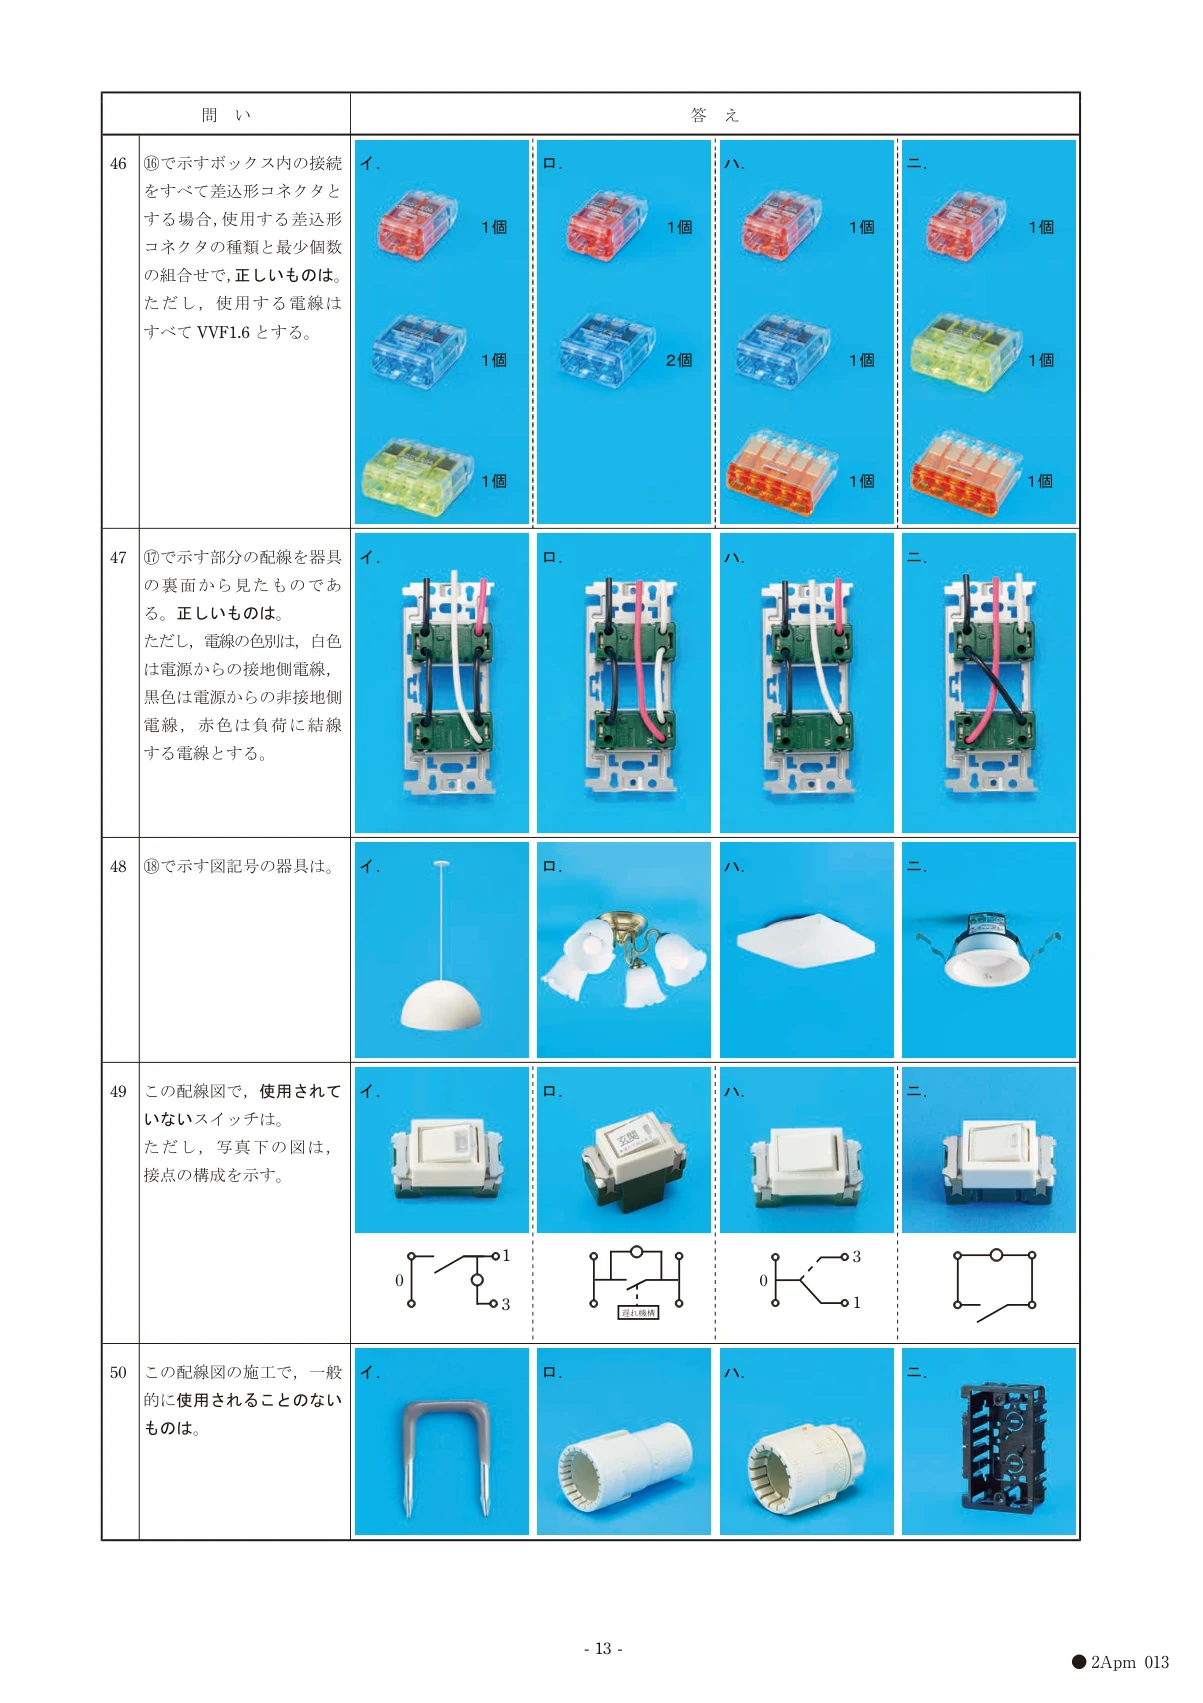 問　い
答　え
46
⑯で示すボックス内の接続
をすべて差込形コネクタと
する場合，使用する差込形
コネクタの種類と最少個数
の組合せで，正しいものは。
ただし，使用する電線は
すべて VVF1.6 とする。
イ．
1個
1個
1個
ロ．
1個
2個
ハ．
1個
1個
1個
ニ．
1個
1個
1個
47
⑰で示す部分の配線を器具
の裏面から見たものであ
る。正しいものは。
ただし，電線の色別は，白色
は電源からの接地側電線，
黒色は電源からの非接地側
電線，赤色は負荷に結線
する電線とする。
イ．
W
ロ．
W
ハ．
W
ニ．
W
48
⑱で示す図記号の器具は。
イ．
ロ．
ハ．
ニ．
49
この配線図で，使用されて
いないスイッチは。
ただし，写真下の図は，
接点の構成を示す。
イ．
0
1
3
ロ．
玄関
遅れ機構
ハ．
0
3
1
ニ．
50
この配線図の施工で，一般
的に使用されることのない
ものは。
イ．
ロ．
ハ．
ニ．
- 13 -
●2Apm 013